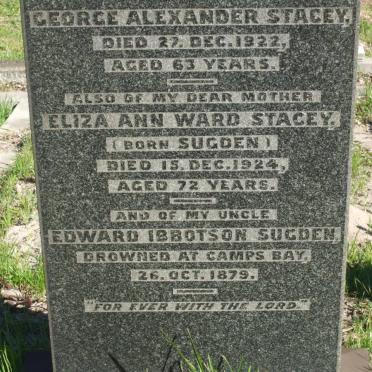 GEORGE ALEXANDER STACEY.
DIED 27. DEC. 1922,
AGED 63 YEARS.
ALSO OF MY DEAR MOTHER
ELIZA ANN WARD STACEY,
(BORN SUGDEN)
DIED 15. DEC. 1924,
AGED 72 YEARS.
AND OF MY UNCLE
EDWARD IBBOTSON SUGDEN,
DROWNED AT CAMPS BAY,
26. OCT. 1879.
"FOR EVER WITH THE LORD."